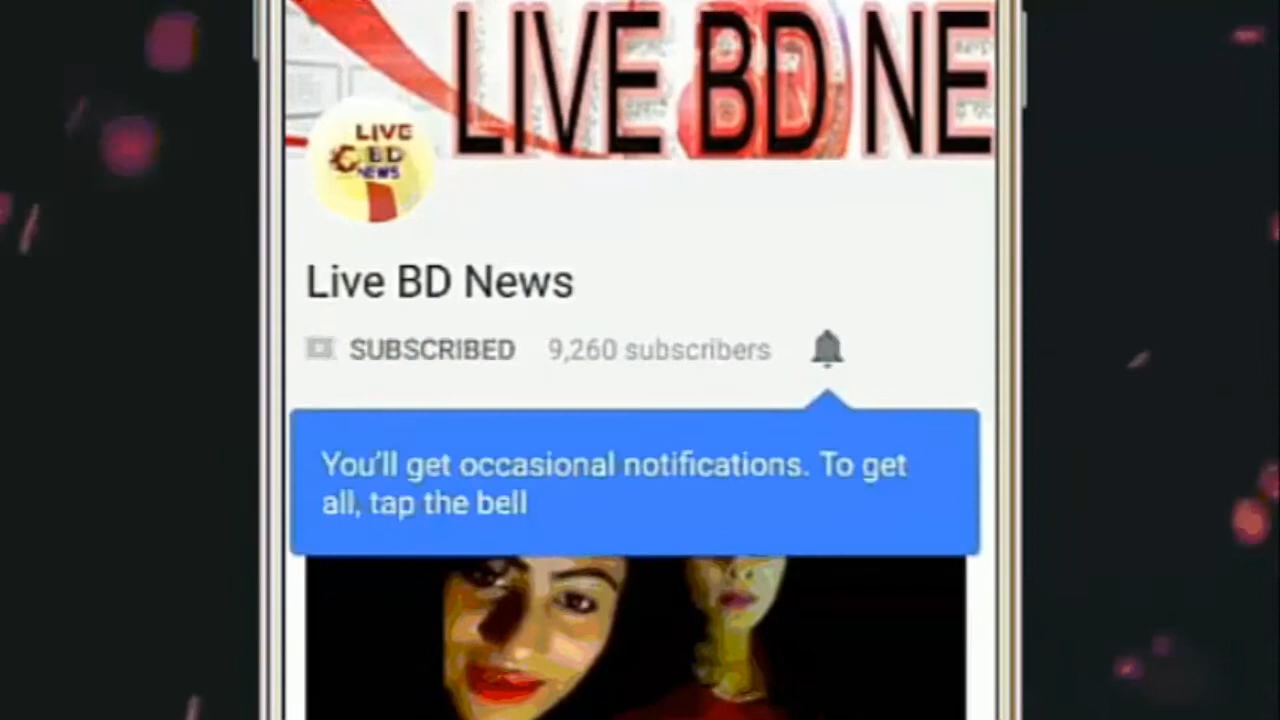 LIVE BD NE
LIVE
BD
NEWS
Live BD News
SUBSCRIBED 9,260 subscribers
You'll get occasional notifications. To get
all, tap the bell